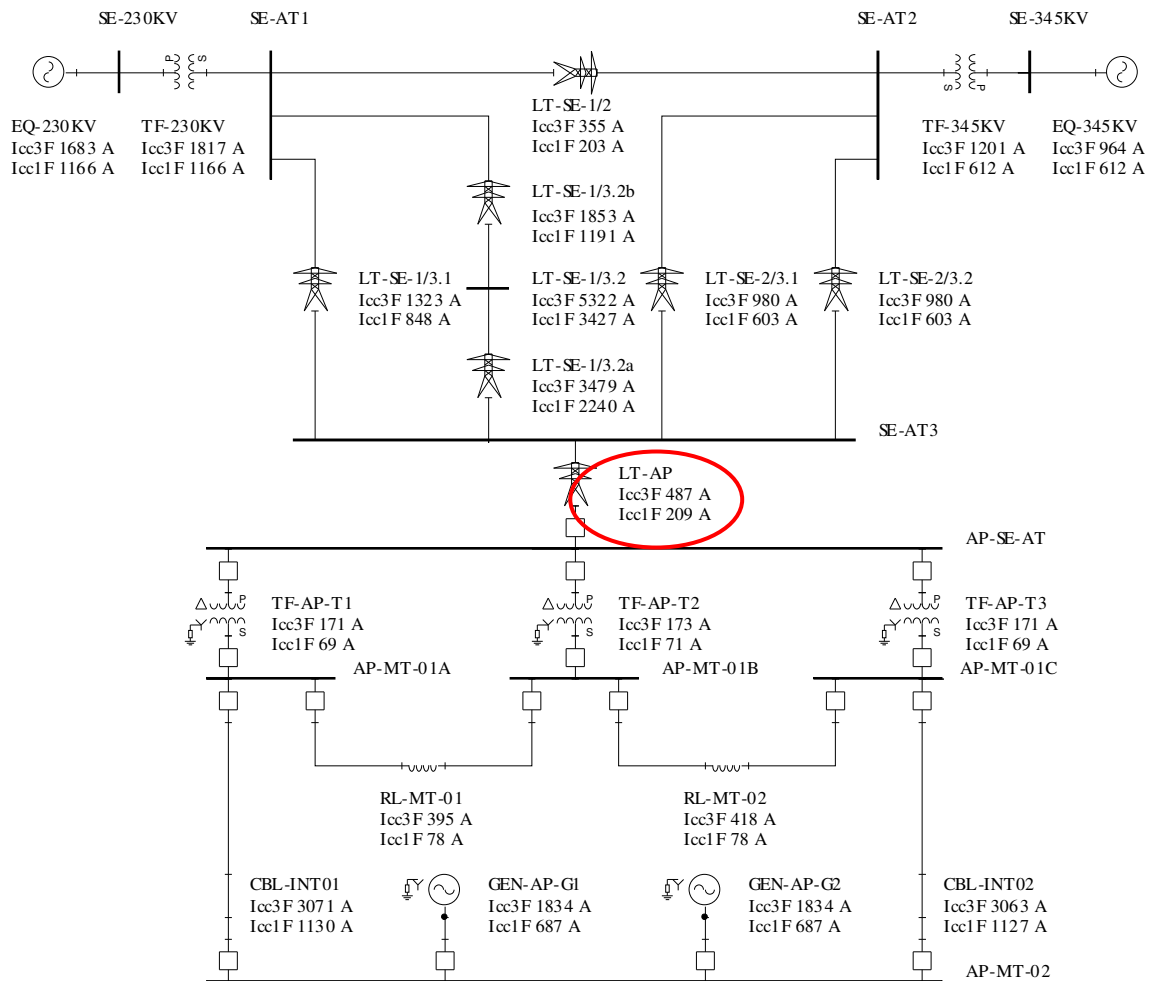 SE-230KV
SE-AT1
SE-AT2
SE-345KV
P
S
S
P
EQ-230KV
Icc3F 1683 A
Icc1F 1166 A
TF-230KV
Icc3F 1817 A
Icc1F 1166 A
LT-SE-1/2
Icc3F 355 A
Icc1F 203 A
TF-345KV
Icc3F 1201 A
Icc1F 612 A
EQ-345KV
Icc3F 964 A
Icc1F 612 A
LT-SE-1/3.2b
Icc3F 1853 A
Icc1F 1191 A
LT-SE-1/3.1
Icc3F 1323 A
Icc1F 848 A
LT-SE-1/3.2
Icc3F 5322 A
Icc1F 3427 A
LT-SE-2/3.1
Icc3F 980 A
Icc1F 603 A
LT-SE-2/3.2
Icc3F 980 A
Icc1F 603 A
LT-SE-1/3.2a
Icc3F 3479 A
Icc1F 2240 A
SE-AT3
LT-AP
Icc3F 487 A
Icc1F 209 A
AP-SE-AT
P
S
TF-AP-T1
Icc3F 171 A
Icc1F 69 A
P
S
TF-AP-T2
Icc3F 173 A
Icc1F 71 A
P
S
TF-AP-T3
Icc3F 171 A
Icc1F 69 A
AP-MT-01A
AP-MT-01B
AP-MT-01C
RL-MT-01
Icc3F 395 A
Icc1F 78 A
RL-MT-02
Icc3F 418 A
Icc1F 78 A
CBL-INT01
Icc3F 3071 A
Icc1F 1130 A
GEN-AP-G1
Icc3F 1834 A
Icc1F 687 A
GEN-AP-G2
Icc3F 1834 A
Icc1F 687 A
CBL-INT02
Icc3F 3063 A
Icc1F 1127 A
AP-MT-02